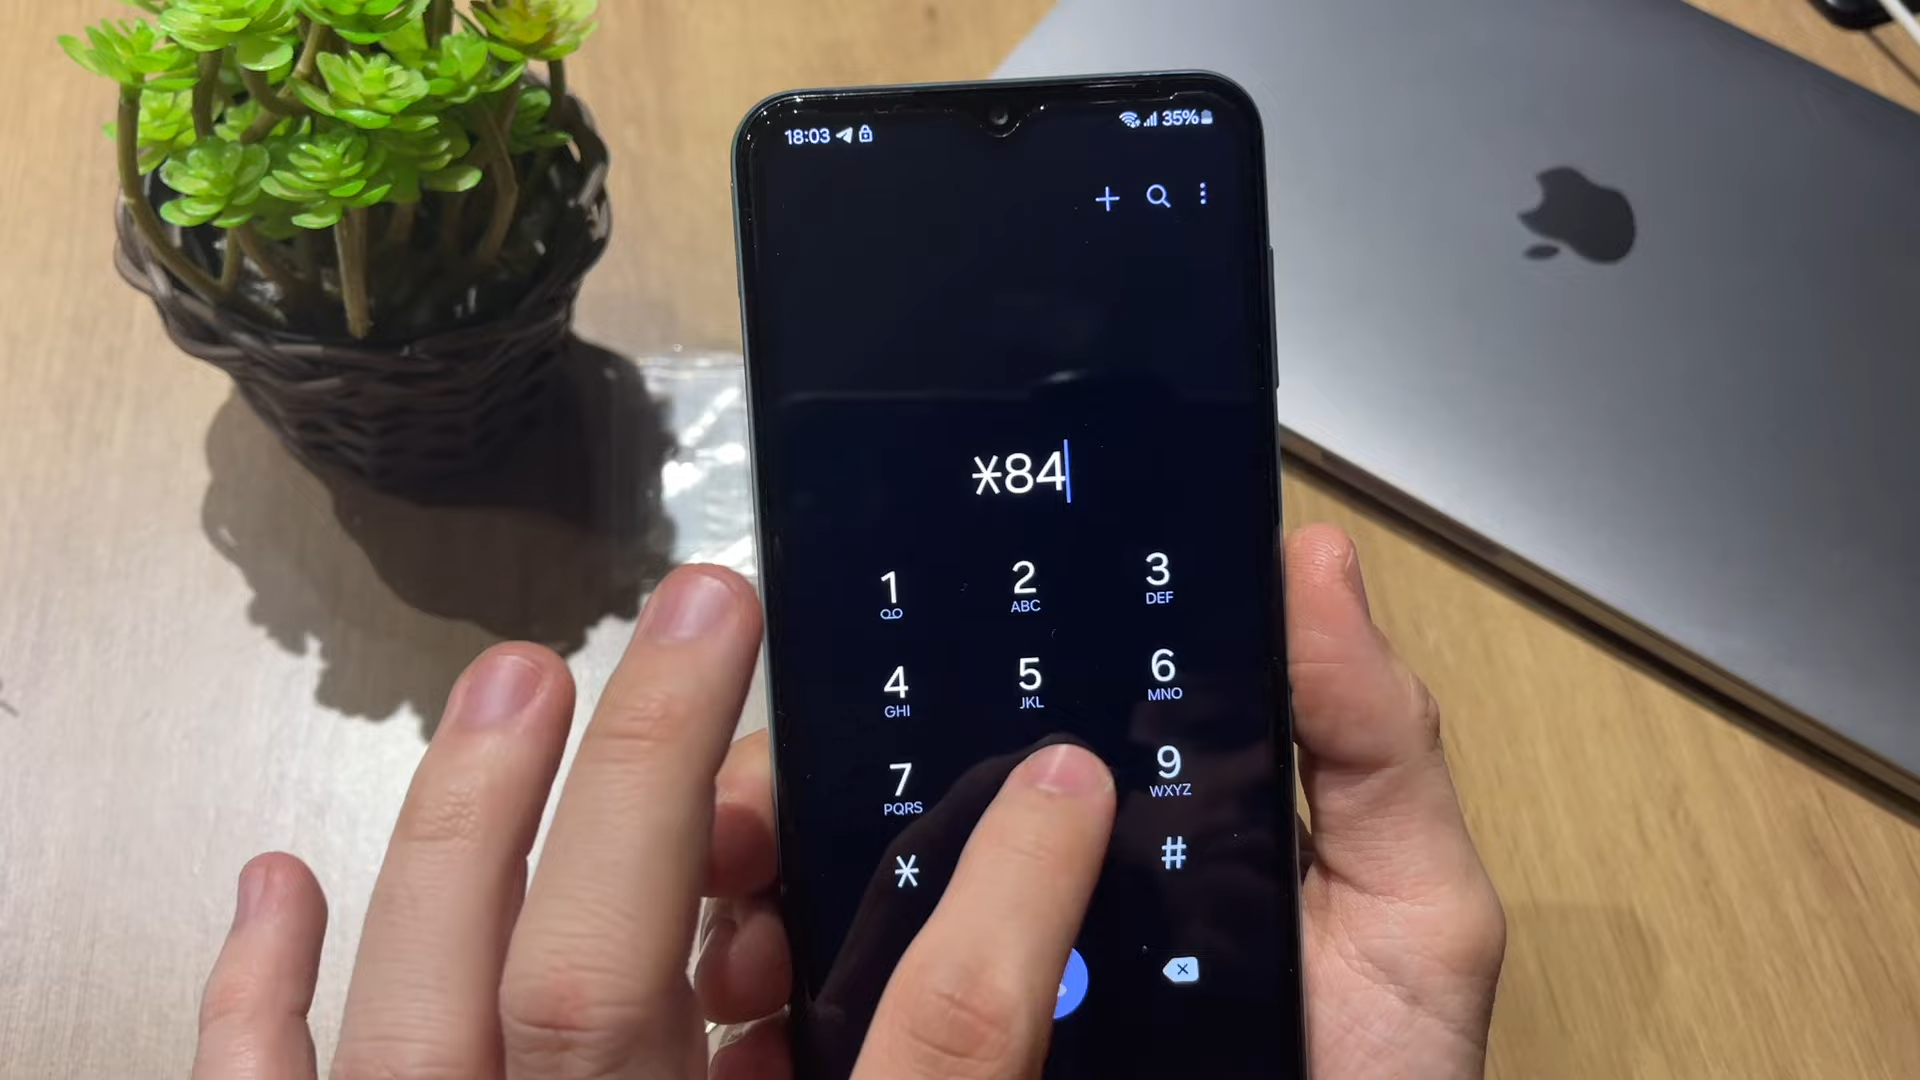 18:03 35%
*84
1 2 3
ABC DEF
4 5 6
GHI JKL MNO
7 9
PQRS WXYZ
* #